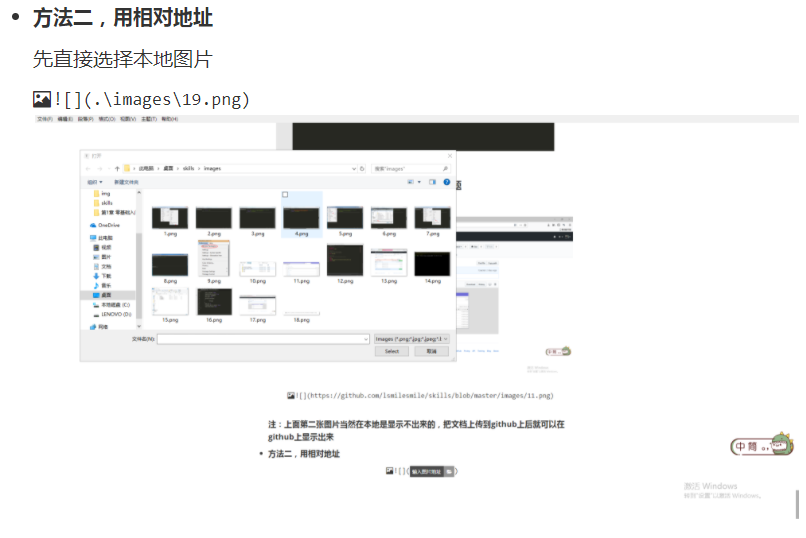 方法二，用相对地址
先直接选择本地图片
![](.\images\19.png)
文件(F) 编辑(E) 段落(P) 格式(O) 视图(V) 主题(T) 帮助(H)
打开
此电脑 › 桌面 › skills › images
搜索"images"
组织 新建文件夹
img
skills
第1章 零基础入
OneDrive
此电脑
视频
图片
文档
下载
音乐
桌面
本地磁盘 (C:)
LENOVO (D:)
网络
1.png 2.png 3.png 4.png 5.png 6.png 7.png
8.png 9.png 10.png 11.png 12.png 13.png 14.png
15.png 16.png 17.png 18.png
文件名(N):
Select 取消
![](https://github.com/lsmilesmile/skills/blob/master/images/11.png)
注：上面第二张图片当然在本地是显示不出来的，把文档上传到github上后就可以在
github上显示出来
方法二，用相对地址
![](输入图片地址)
中简
激活 Windows
转到"设置"以激活 Windows。